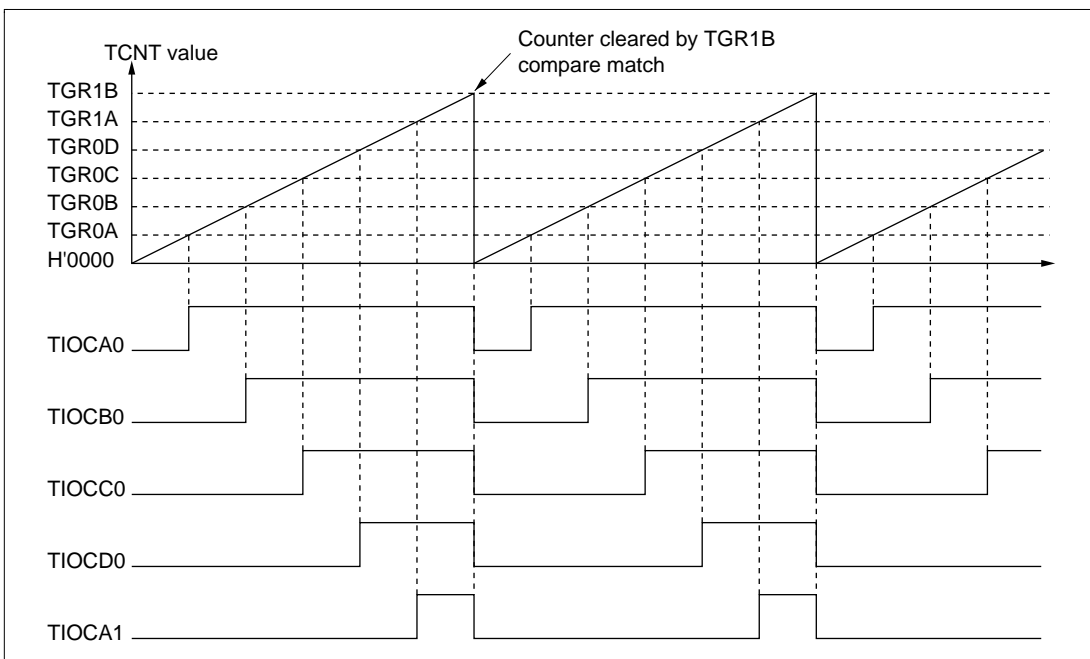 Counter cleared by TGR1B
compare match
TCNT value
TGR1B
TGR1A
TGR0D
TGR0C
TGR0B
TGR0A
H'0000
TIOCA0
TIOCB0
TIOCC0
TIOCD0
TIOCA1